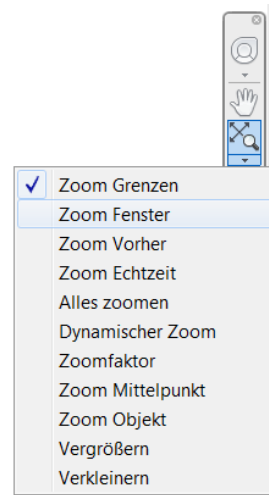 Zoom Grenzen
Zoom Fenster
Zoom Vorher
Zoom Echtzeit
Alles zoomen
Dynamischer Zoom
Zoomfaktor
Zoom Mittelpunkt
Zoom Objekt
Vergrößern
Verkleinern